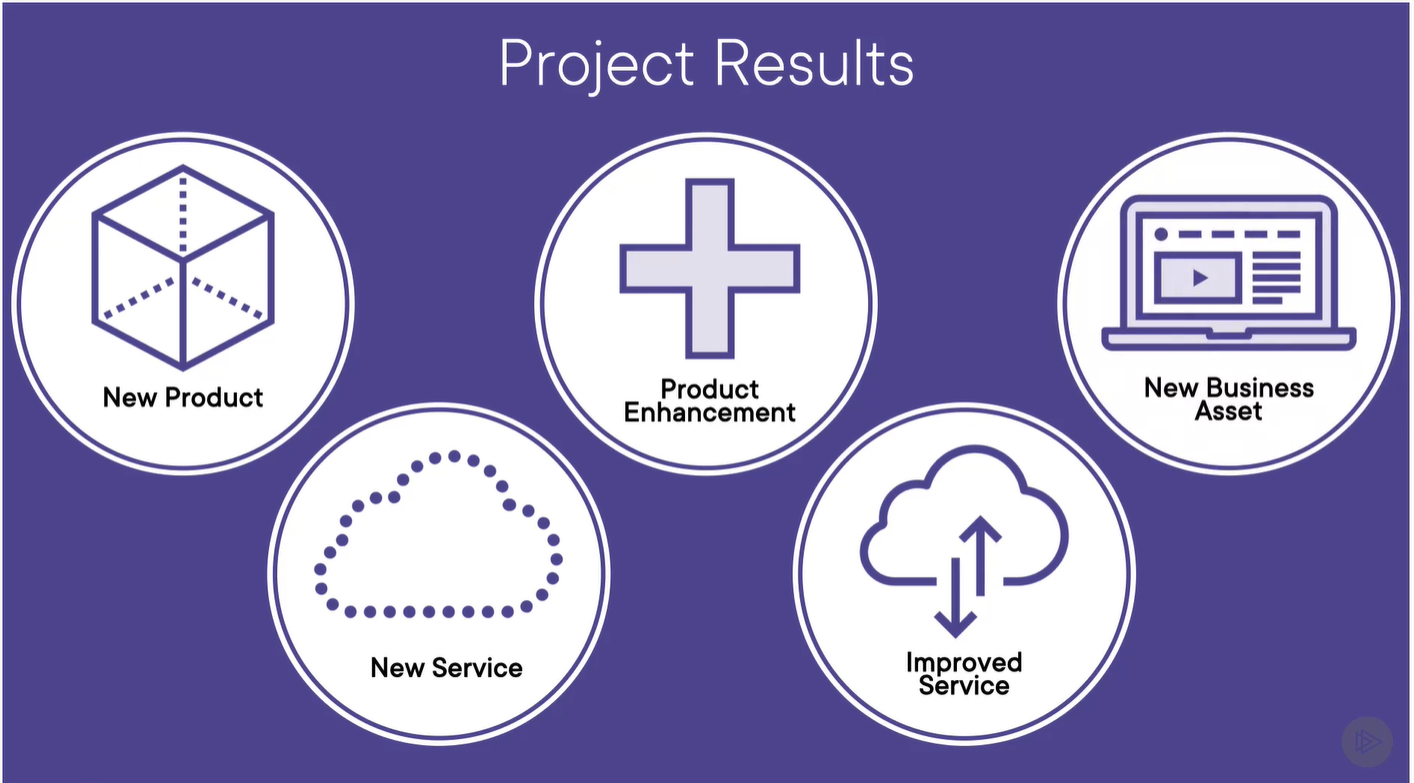 Project Results
New Product
Product
Enhancement
New Business
Asset
New Service
Improved
Service